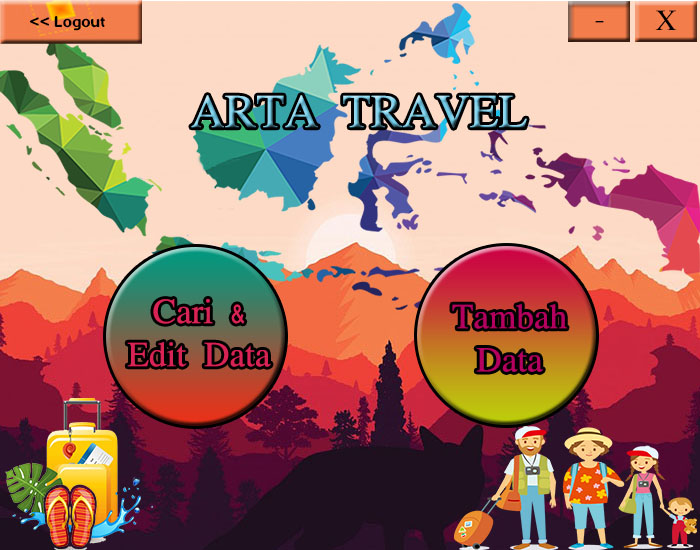 << Logout
-
X
ARTA TRAVEL
Cari &
Edit Data
Tambah
Data